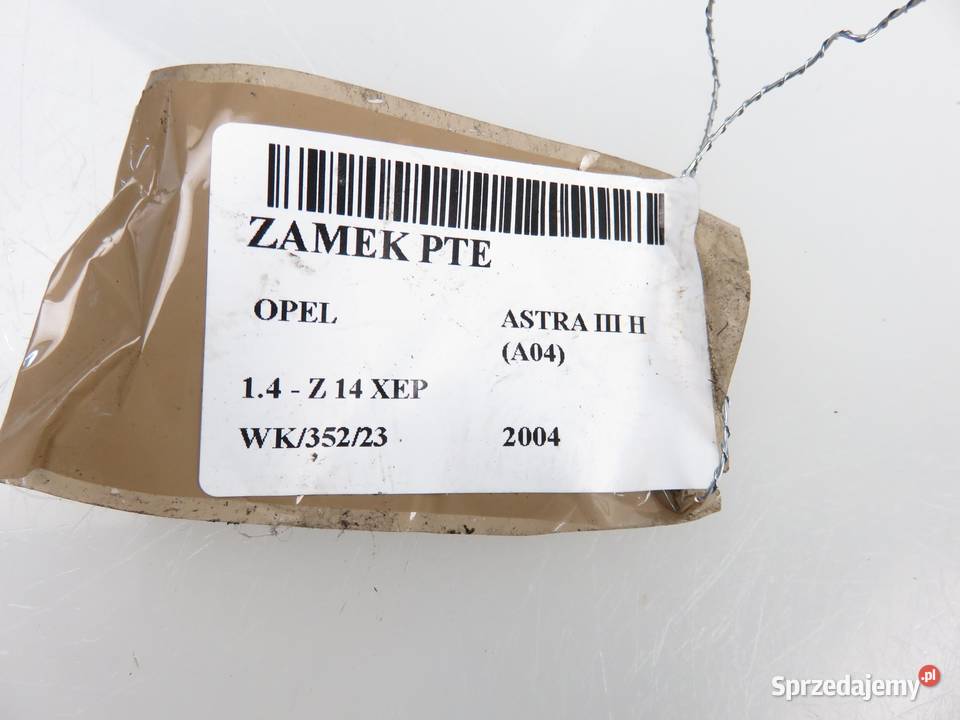 ZAMEK PTE
OPEL
ASTRA III H
(A04)
1.4 - Z 14 XEP
WK/352/23
2004
Sprzedajemy.pl